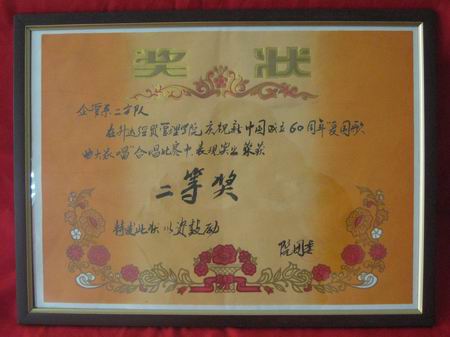 奖状
企管系二方队
在升达经贸管理学院庆祝新中国成立60周年"爱国歌
曲大家唱"合唱比赛中,表现突出荣获
二等奖
特发此状以资鼓励
院团委